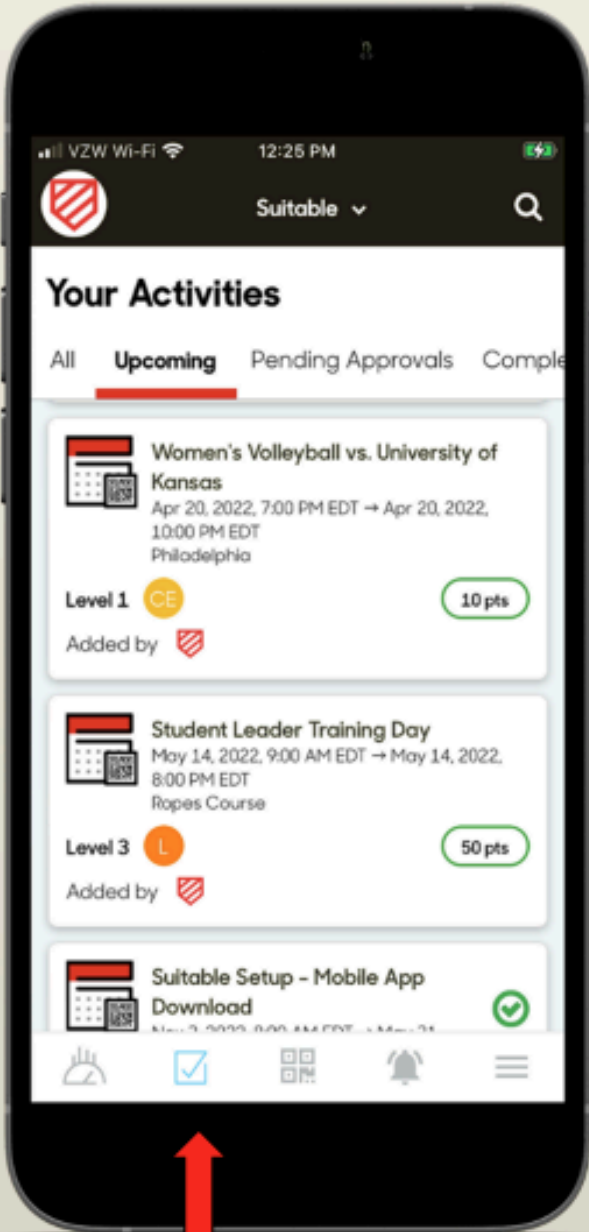 VZW Wi-Fi 12:25 PM
Suitable
Your Activities
All Upcoming Pending Approvals Comple
Women's Volleyball vs. University of
Kansas
Apr 20, 2022, 7:00 PM EDT → Apr 20, 2022,
10:00 PM EDT
Philadelphia
Level 1 CE 10 pts
Added by
Student Leader Training Day
May 14, 2022, 9:00 AM EDT → May 14, 2022,
8:00 PM EDT
Ropes Course
Level 3 L 50 pts
Added by
Suitable Setup - Mobile App
Download